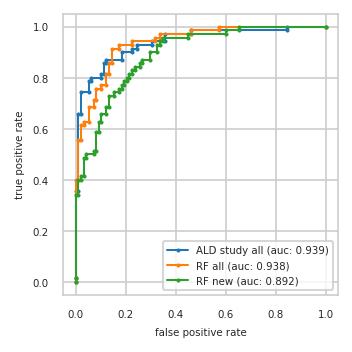 1.0
0.8
0.6
0.4
0.2
0.0
true positive rate
ALD study all (auc: 0.939)
RF all (auc: 0.938)
RF new (auc: 0.892)
0.0 0.2 0.4 0.6 0.8 1.0
false positive rate